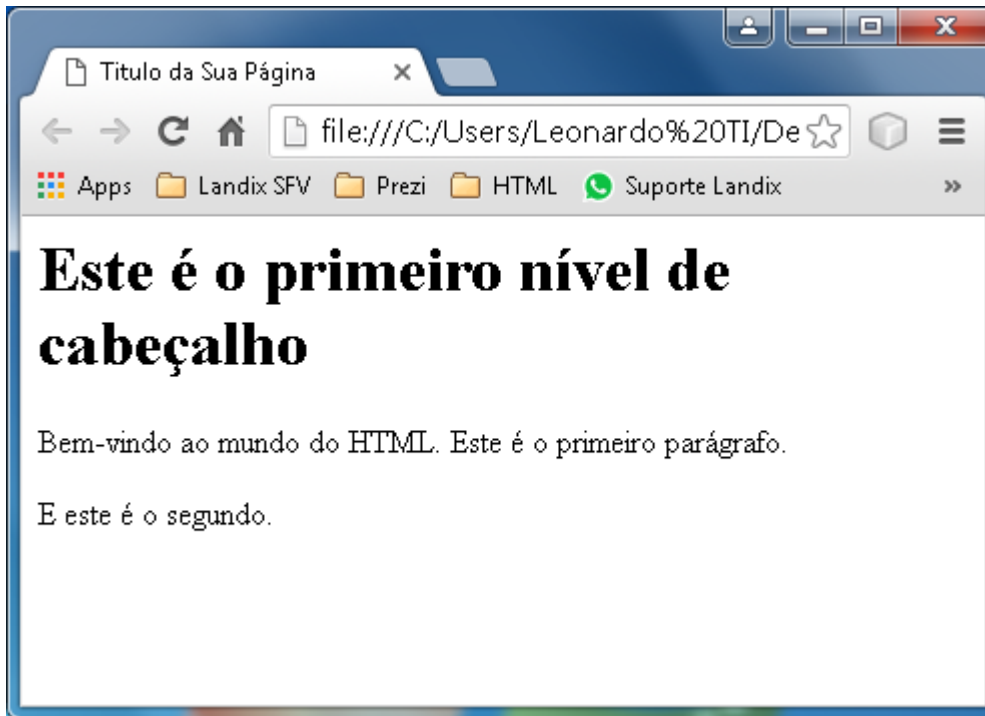 Titulo da Sua Página
file:///C:/Users/Leonardo%20TI/De
Apps Landix SFV Prezi HTML Suporte Landix »
Este é o primeiro nível de
cabeçalho
Bem-vindo ao mundo do HTML. Este é o primeiro parágrafo.
E este é o segundo.